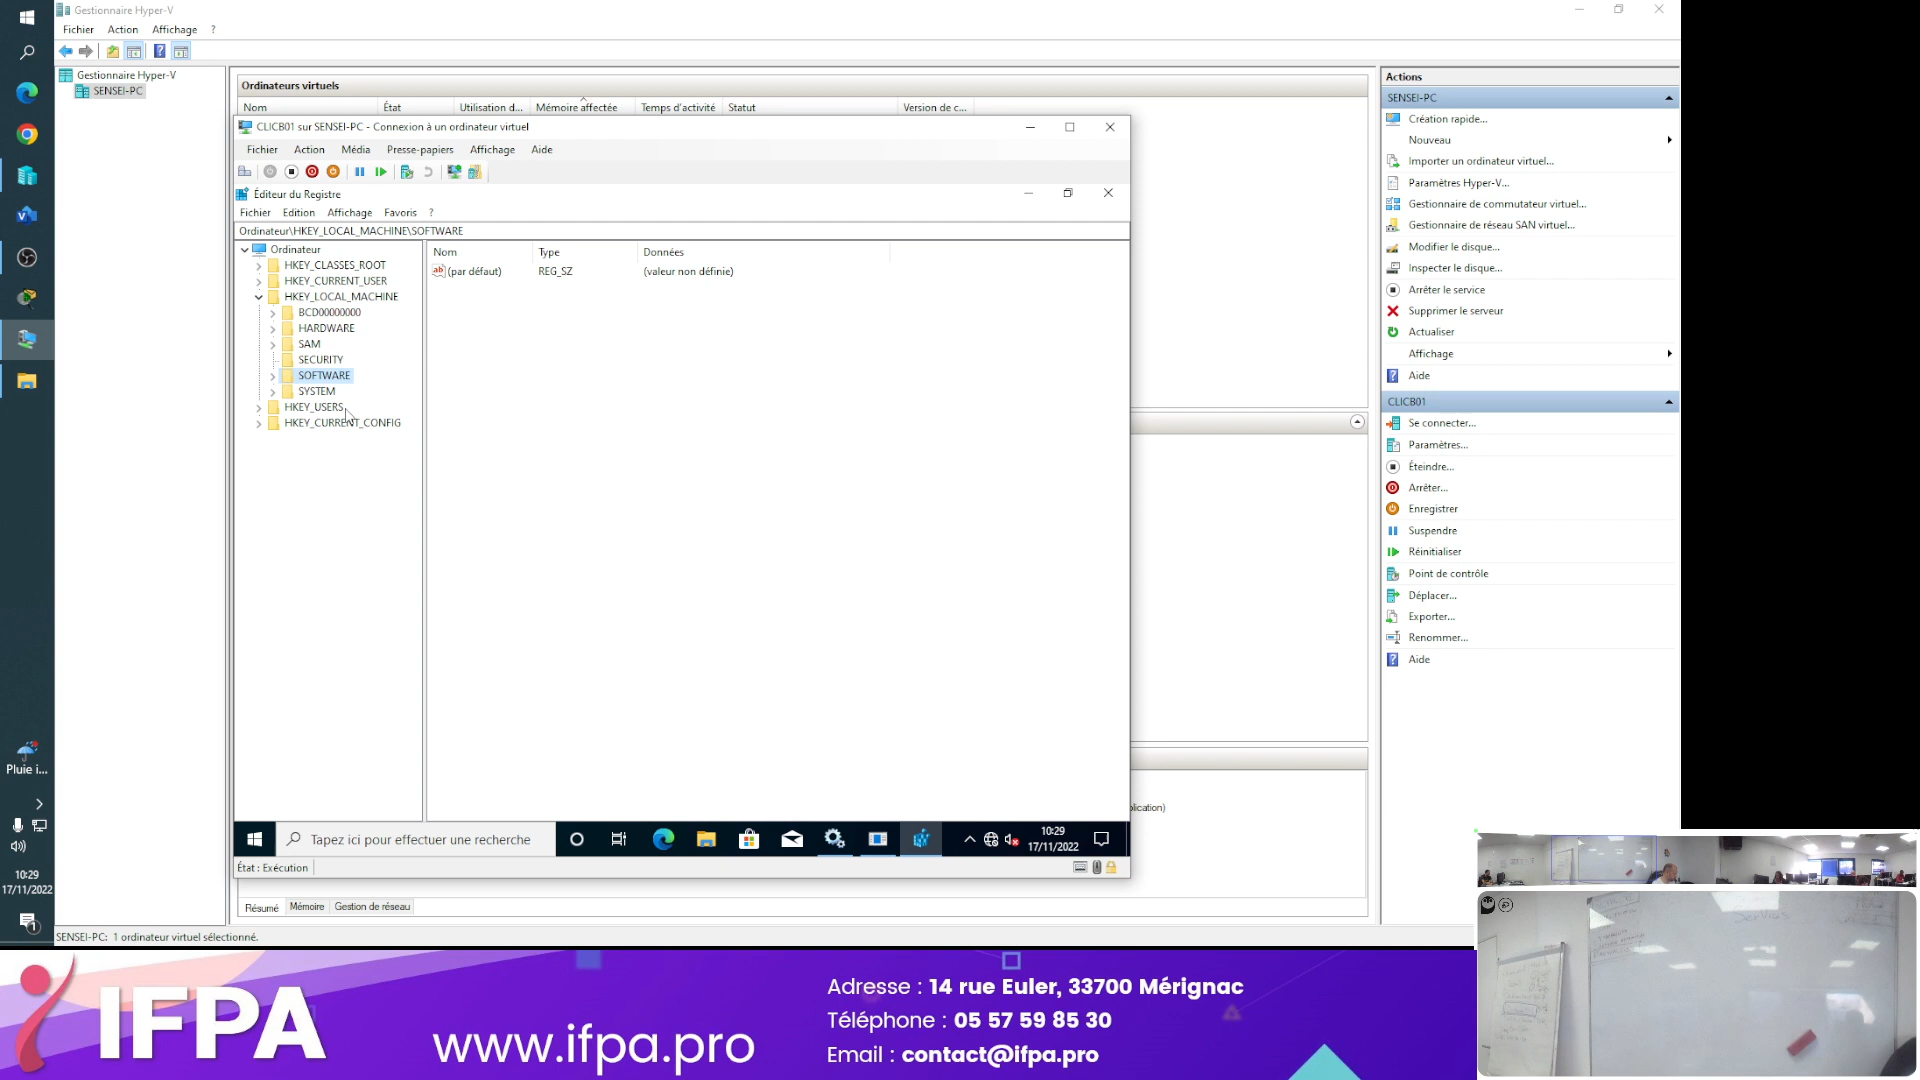 Gestionnaire Hyper-V
Fichier Action Affichage ?
Gestionnaire Hyper-V
SENSEI-PC
Ordinateurs virtuels
Nom État Utilisation d... Mémoire affectée Temps d'activité Statut Version de c...
CLICB01 sur SENSEI-PC - Connexion à un ordinateur virtuel
Fichier Action Média Presse-papiers Affichage Aide
Éditeur du Registre
Fichier Edition Affichage Favoris ?
Ordinateur\HKEY_LOCAL_MACHINE\SOFTWARE
Ordinateur
HKEY_CLASSES_ROOT
HKEY_CURRENT_USER
HKEY_LOCAL_MACHINE
BCD00000000
HARDWARE
SAM
SECURITY
SOFTWARE
SYSTEM
HKEY_USERS
HKEY_CURRENT_CONFIG
Nom Type Données
(par défaut) REG_SZ (valeur non définie)
Tapez ici pour effectuer une recherche
10:29
17/11/2022
État : Exécution
plication)
Résumé Mémoire Gestion de réseau
SENSEI-PC: 1 ordinateur virtuel sélectionné.
Actions
SENSEI-PC
Création rapide...
Nouveau
Importer un ordinateur virtuel...
Paramètres Hyper-V...
Gestionnaire de commutateur virtuel...
Gestionnaire de réseau SAN virtuel...
Modifier le disque...
Inspecter le disque...
Arrêter le service
Supprimer le serveur
Actualiser
Affichage
Aide
CLICB01
Se connecter...
Paramètres...
Éteindre...
Arrêter...
Enregistrer
Suspendre
Réinitialiser
Point de contrôle
Déplacer...
Exporter...
Renommer...
Aide
Pluie i...
10:29
17/11/2022
1
IFPA
www.ifpa.pro
Adresse : 14 rue Euler, 33700 Mérignac
Téléphone : 05 57 59 85 30
Email : contact@ifpa.pro